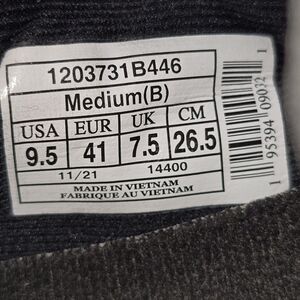 1203731B446
Medium(B)
USA EUR UK CM
9.5 41 7.5 26.5
11/21 14400
MADE IN VIETNAM
FABRIQUE AU VIETNAM